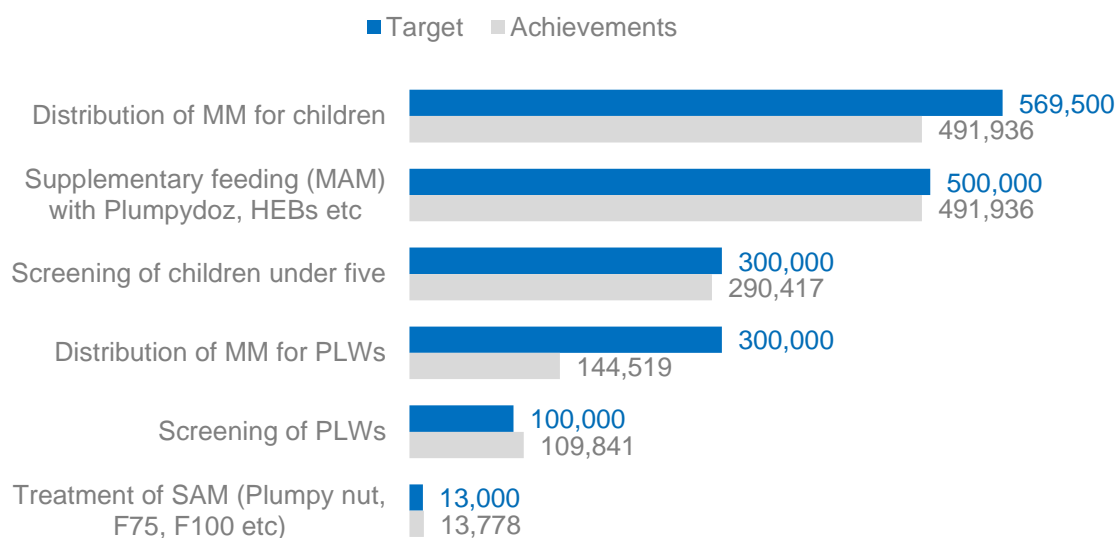 Target Achievements
Distribution of MM for children
569,500
491,936
Supplementary feeding (MAM)
with Plumpydoz, HEBs etc
500,000
491,936
Screening of children under five
300,000
290,417
Distribution of MM for PLWs
300,000
144,519
Screening of PLWs
100,000
109,841
Treatment of SAM (Plumpy nut,
F75, F100 etc)
13,000
13,778